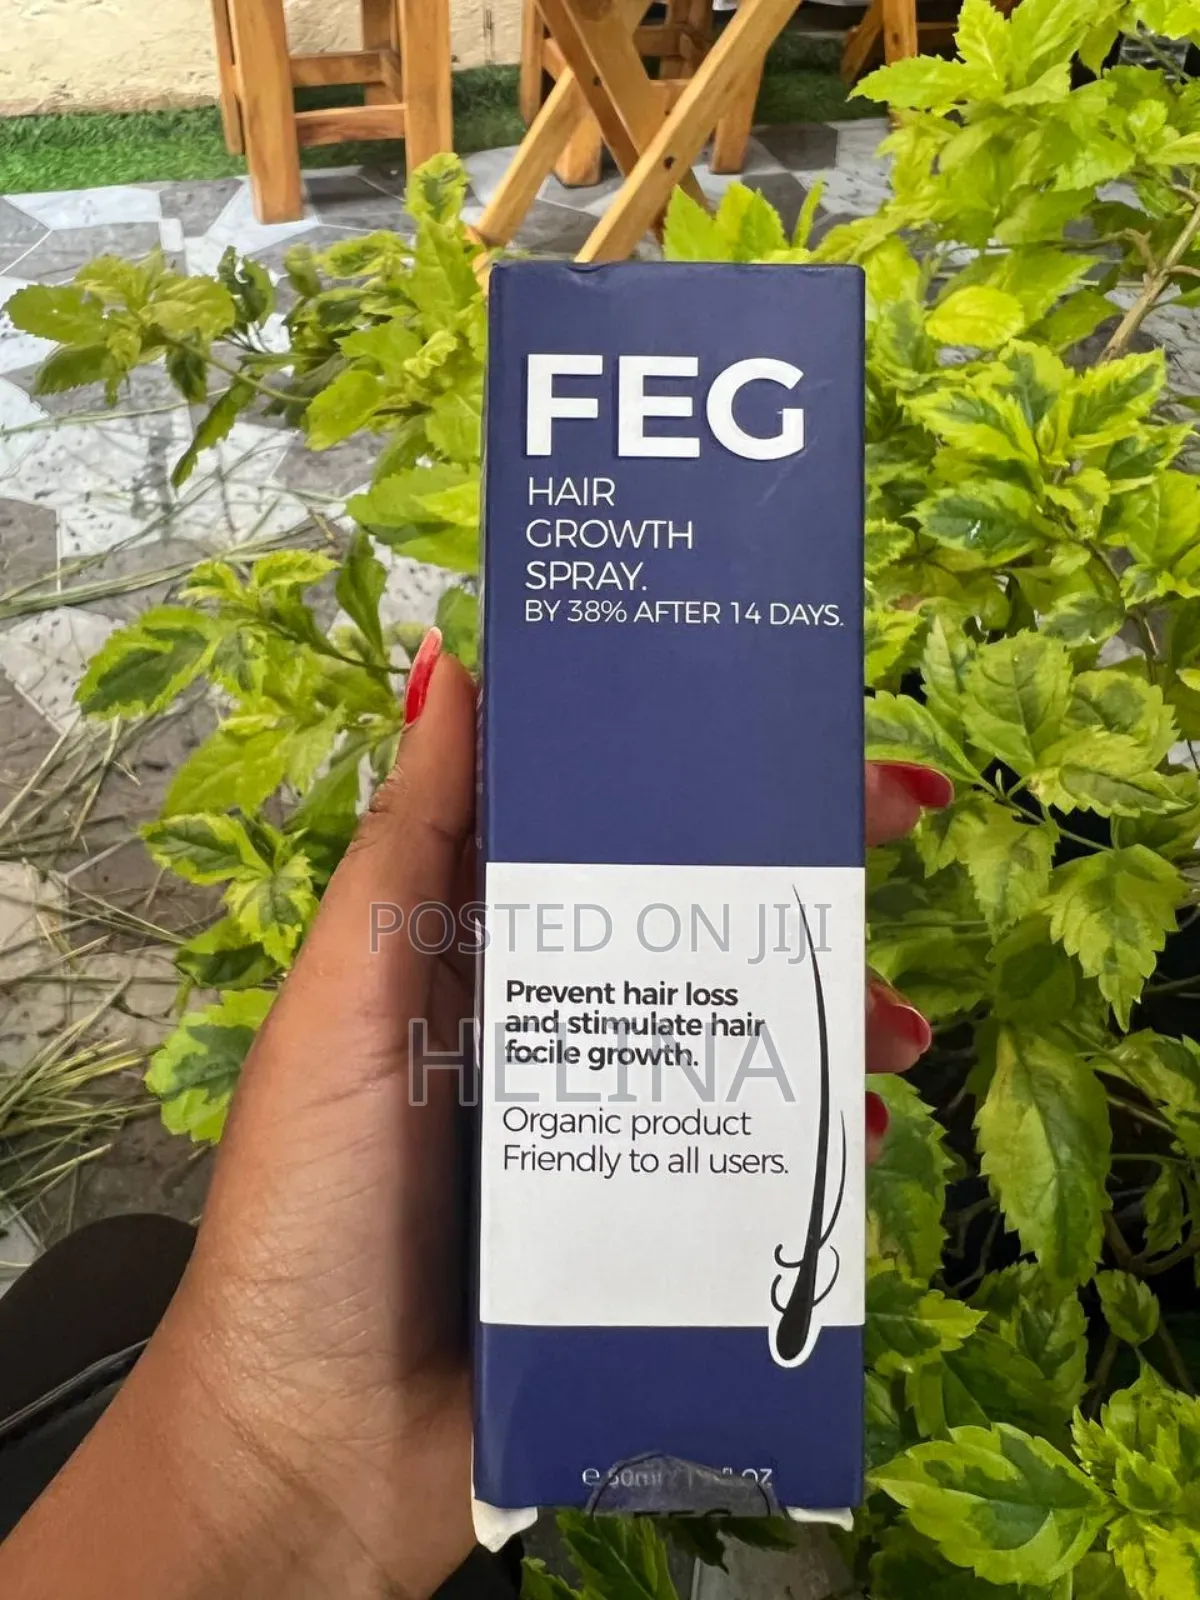 FEG
HAIR
GROWTH
SPRAY.
BY 38% AFTER 14 DAYS.
POSTED ON JIJI
Prevent hair loss
and stimulate hair
focile growth.
HELINA
Organic product
Friendly to all users.